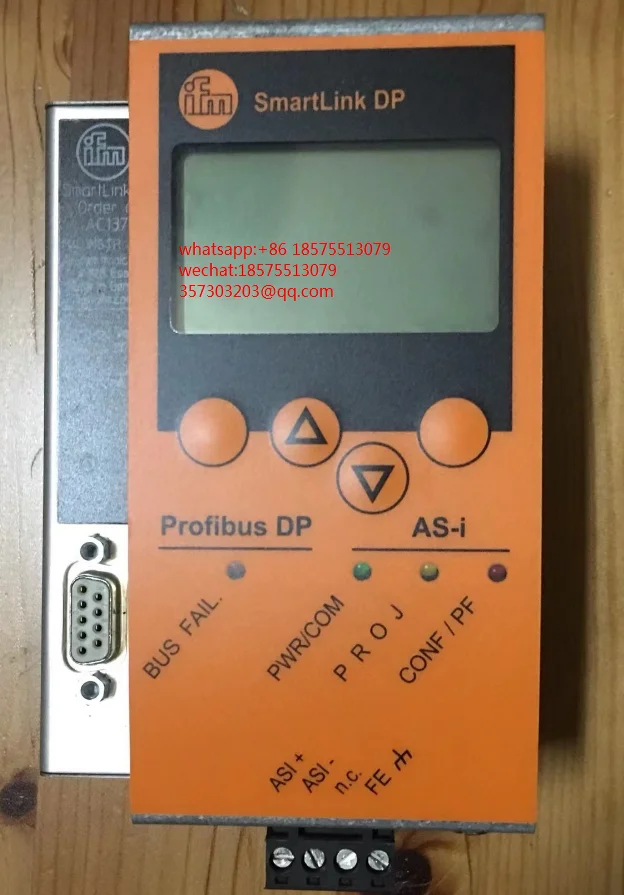 ifm
SmartLink DP
ifm
SmartLink
Order
AC137
whatsapp:+86 18575513079
wechat:18575513079
357303203@qq.com
Profibus DP
AS-i
BUS FAIL.
PWR/COM
PROJ
CONF / PF
ASI +
ASI -
n.c.
FE